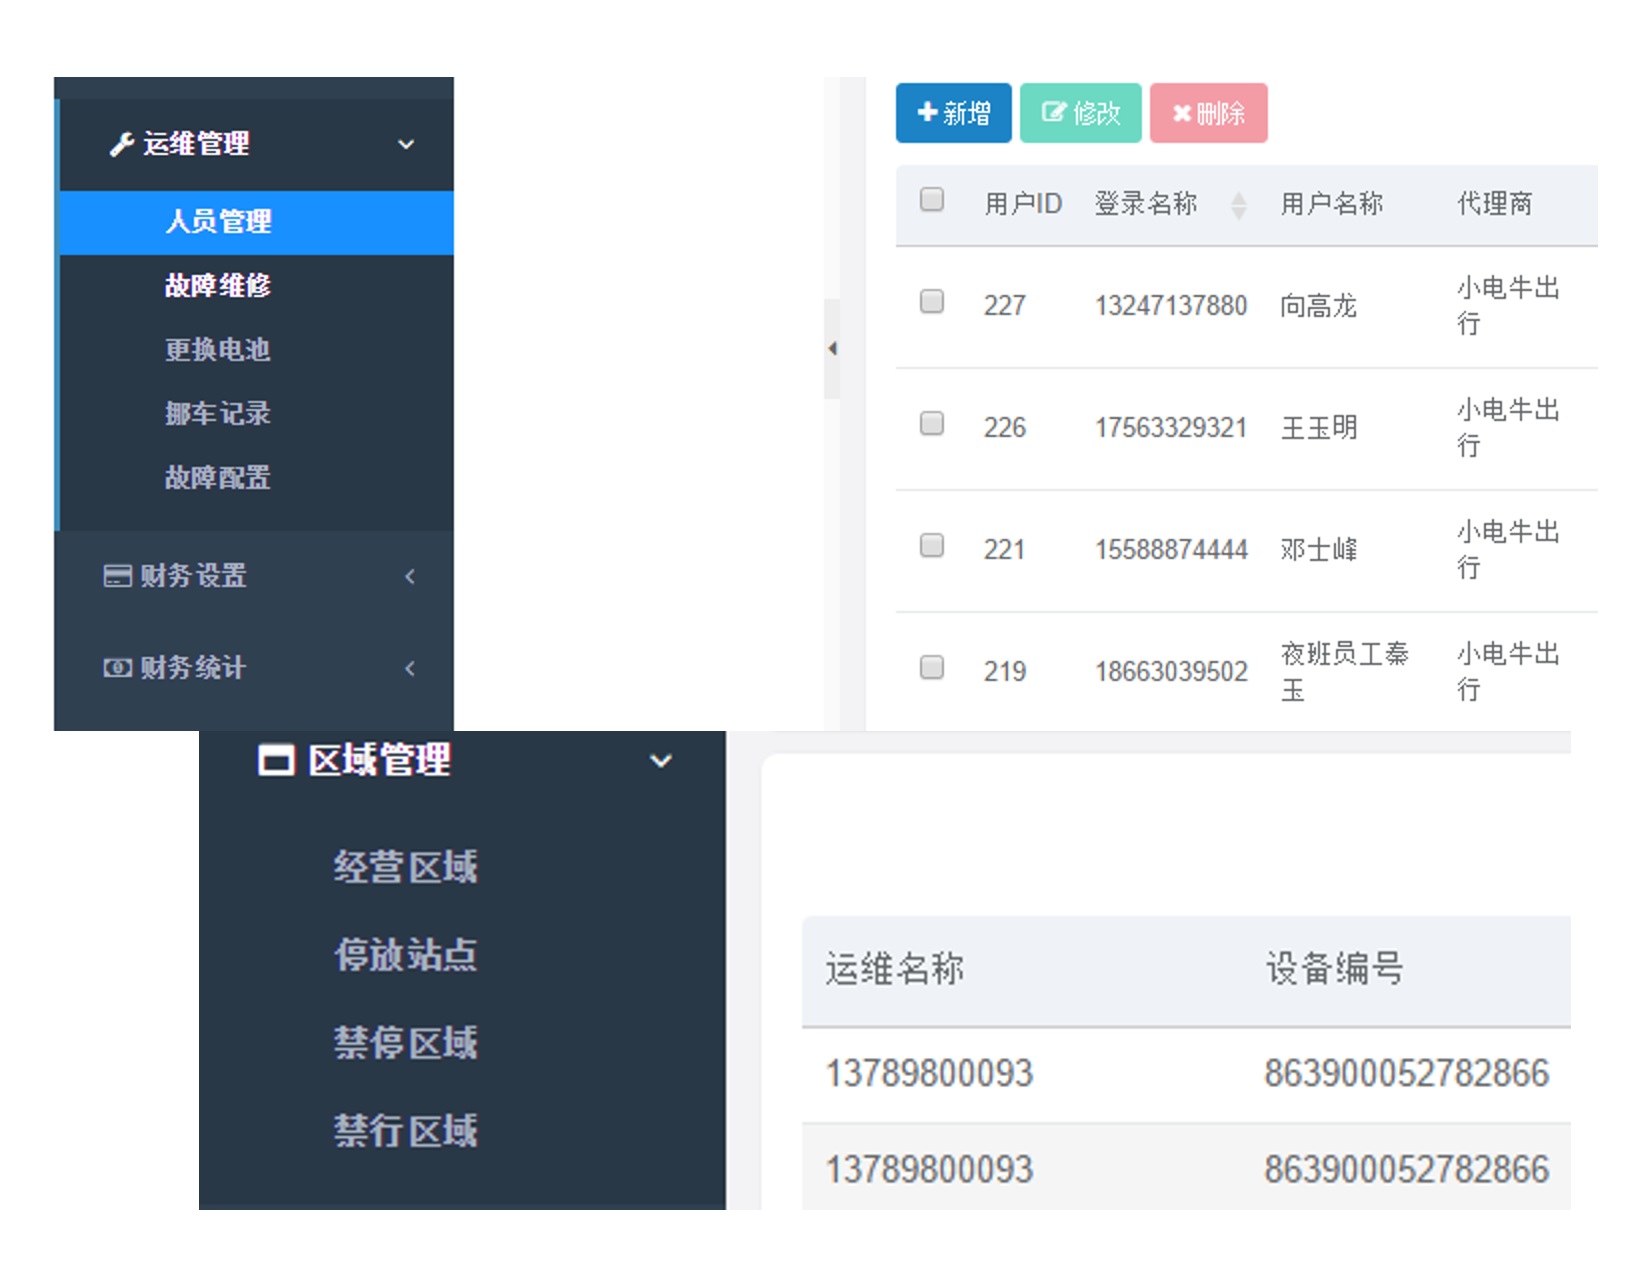 运维管理
人员管理
故障维修
更换电池
挪车记录
故障配置
财务设置
财务统计
新增 修改 删除
用户ID 登录名称 用户名称 代理商
227 13247137880 向高龙 小电牛出
行
226 17563329321 王玉明 小电牛出
行
221 15588874444 邓士峰 小电牛出
行
219 18663039502 夜班员工秦 小电牛出
玉 行
区域管理
经营区域
停放站点
禁停区域
禁行区域
运维名称 设备编号
13789800093 863900052782866
13789800093 863900052782866